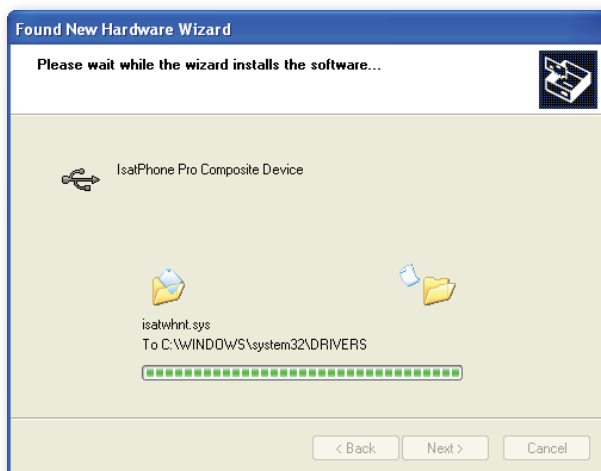 Found New Hardware Wizard
Please wait while the wizard installs the software...
IsatPhone Pro Composite Device
isatwhnt.sys
To C:\WINDOWS\system32\DRIVERS
< Back Next > Cancel